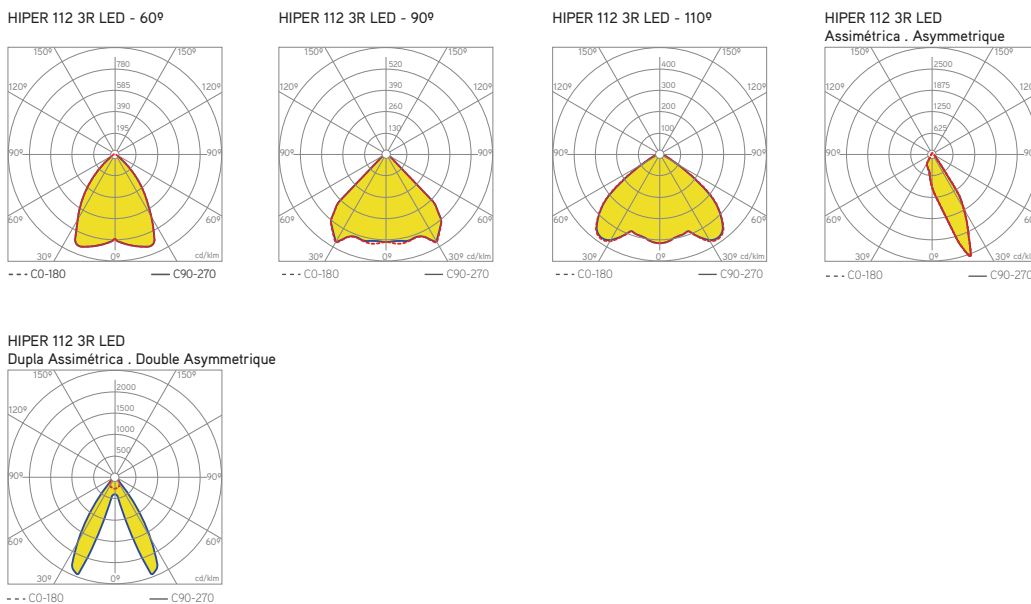 HIPER 112 3R LED - 60º
150º 150º
780
120º 585 120º
390
195
90º 90º
60º 60º
cd/klm
30º 0º 30º
--- C0-180 — C90-270
HIPER 112 3R LED - 90º
150º 150º
520
120º 390 120º
260
130
90º 90º
60º 60º
30º 0º 30º cd/klm
--- C0-180 — C90-270
HIPER 112 3R LED - 110º
150º 150º
400
120º 300 120º
200
100
90º 90º
60º 60º
30º 0º 30º cd/klm
--- C0-180 — C90-270
HIPER 112 3R LED
Assimétrica . Asymmetrique
150º 150º
2500
120º 1875
1250
625
90º 90
60º
30º 0º 30º
--- C0-180 — C90-270
HIPER 112 3R LED
Dupla Assimétrica . Double Asymmetrique
150º 150º
2000
120º 1500 120º
1000
500
90º 90º
60º 60º
cd/klm
30º 0º 30º
--- C0-180 — C90-270